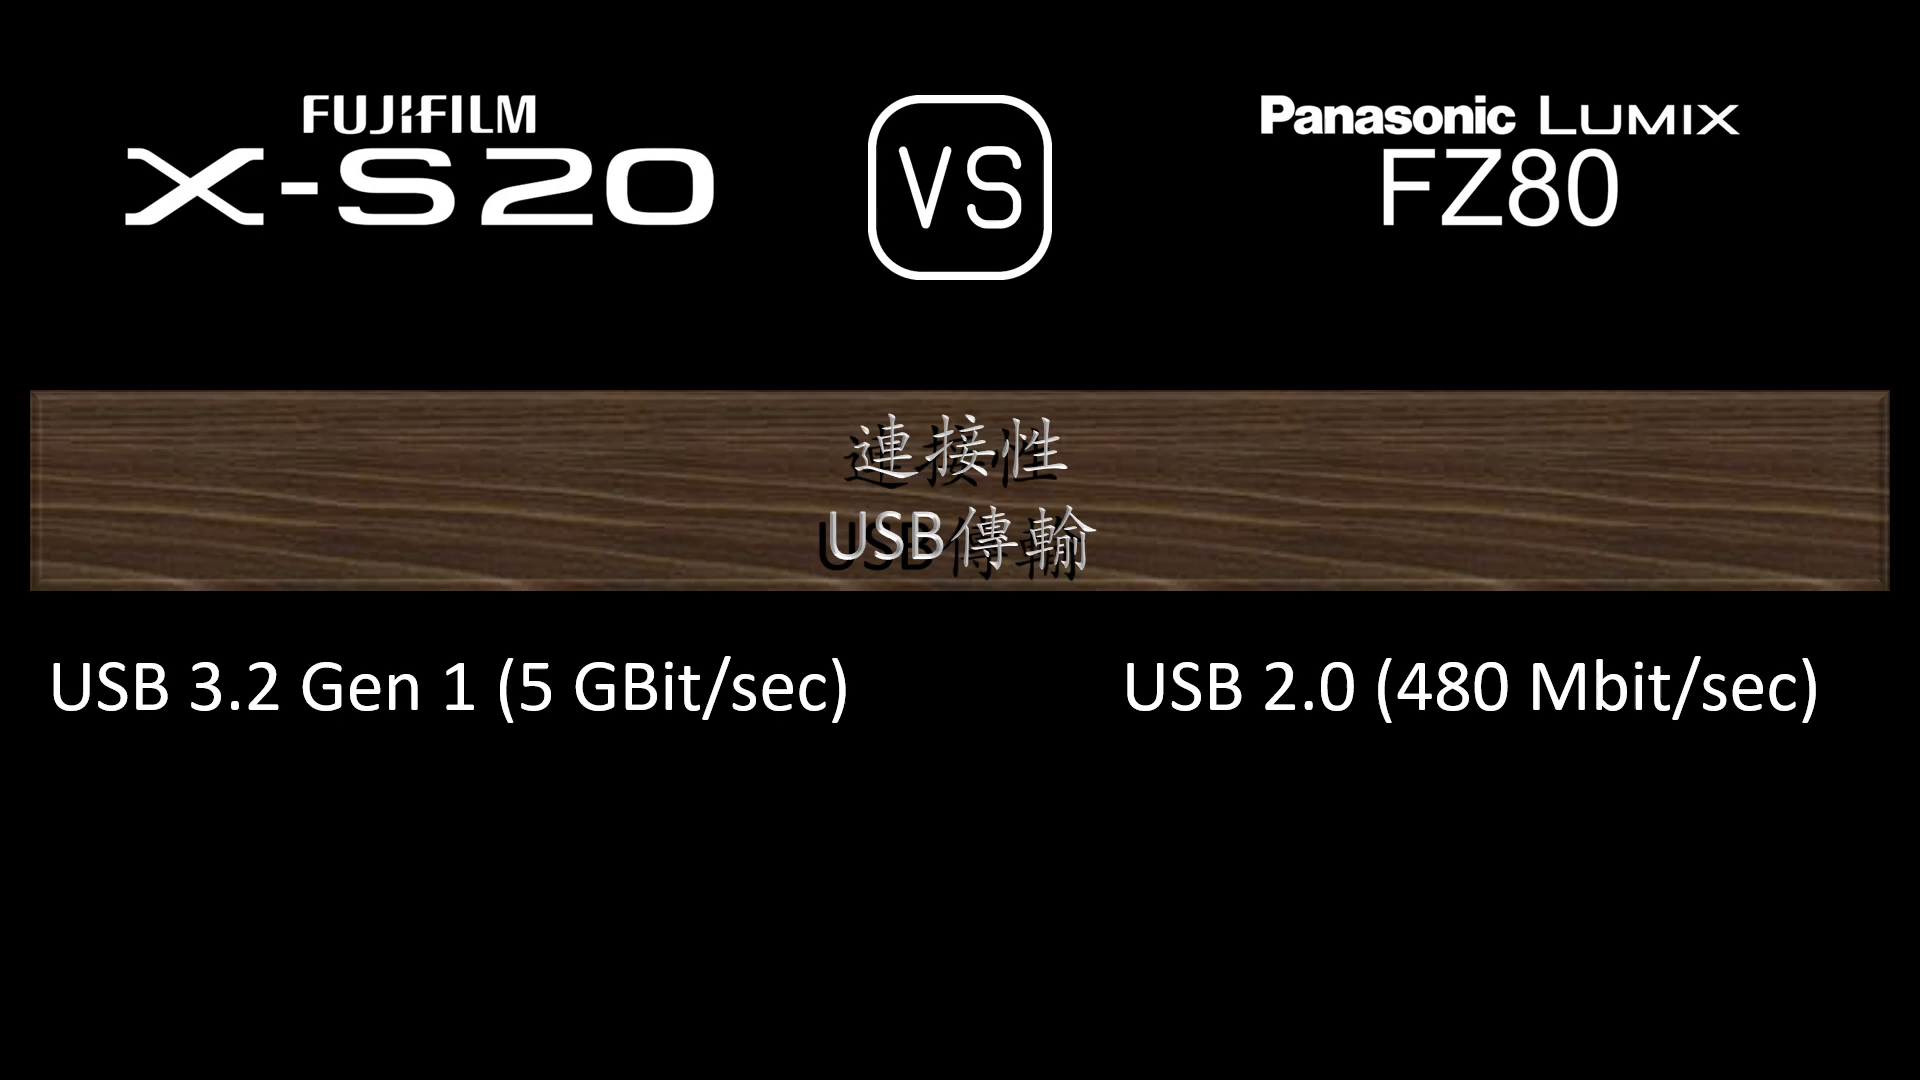 FUJIFILM
X-S20
VS
Panasonic LUMIX
FZ80
連接性
USB傳輸
USB 3.2 Gen 1 (5 GBit/sec)
USB 2.0 (480 Mbit/sec)